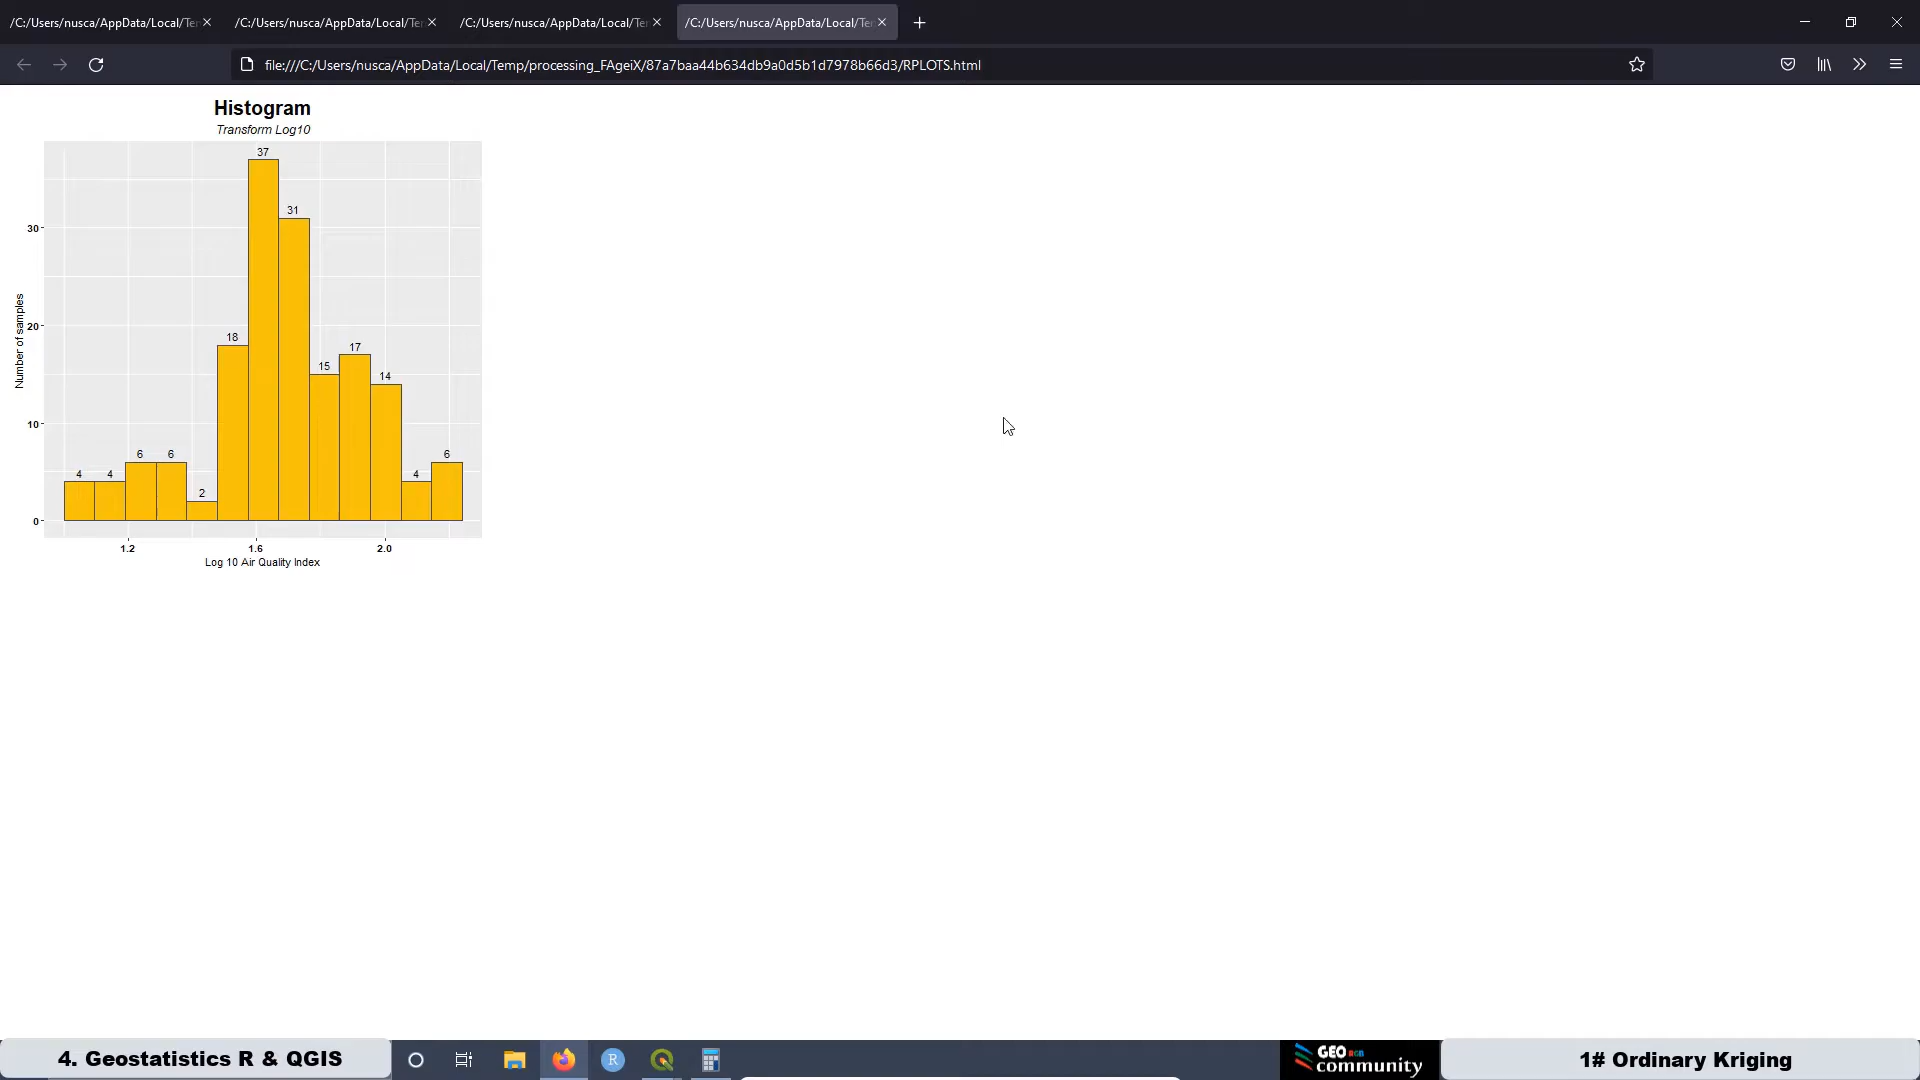 /C:/Users/nusca/AppData/Local/Te
/C:/Users/nusca/AppData/Local/Te
/C:/Users/nusca/AppData/Local/Te
/C:/Users/nusca/AppData/Local/Te
file:///C:/Users/nusca/AppData/Local/Temp/processing_FAgeiX/87a7baa44b634db9a0d5b1d7978b66d3/RPLOTS.html
Histogram
Transform Log10
37
31
30
Number of samples
20
18
17
15
14
10
4
4
6
6
2
4
6
0
1.2
1.6
2.0
Log 10 Air Quality Index
4. Geostatistics R & QGIS
R
GEO
community
1# Ordinary Kriging